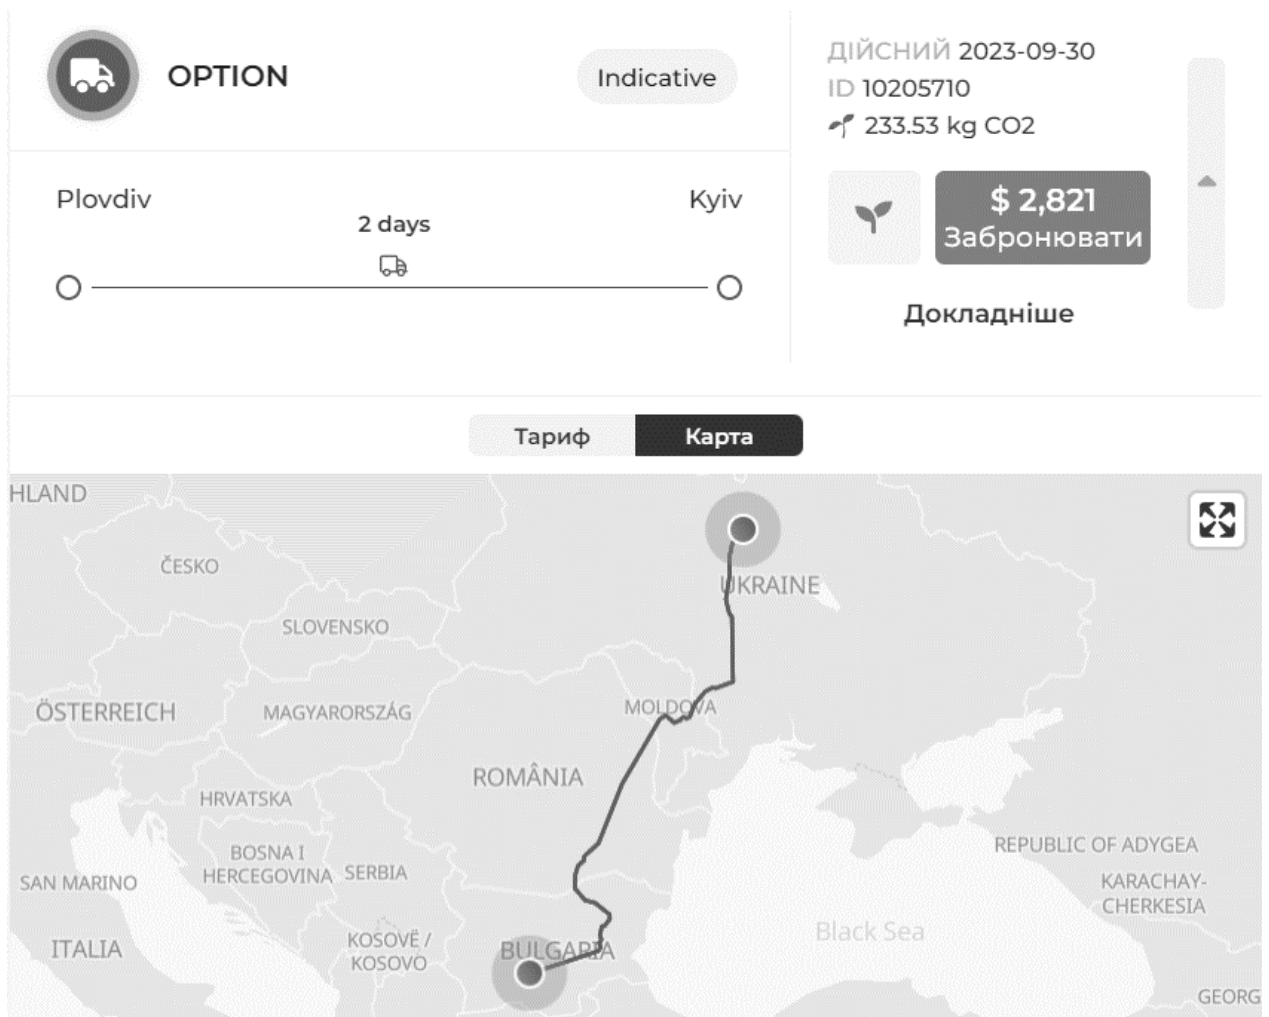 OPTION
Indicative
ДІЙСНИЙ 2023-09-30
ID 10205710
233.53 kg CO2
Plovdiv
Kyiv
2 days
$ 2,821
Забронювати
Докладніше
Тариф
Карта
HLAND
ČESKO
UKRAINE
SLOVENSKO
ÖSTERREICH
MAGYARORSZÁG
MOLDOVA
ROMÂNIA
HRVATSKA
BOSNA I
HERCEGOVINA
SERBIA
SAN MARINO
REPUBLIC OF ADYGEA
KARACHAY-
CHERKESIA
ITALIA
KOSOVË /
KOSOVO
BULGARIA
Black Sea
GEORG